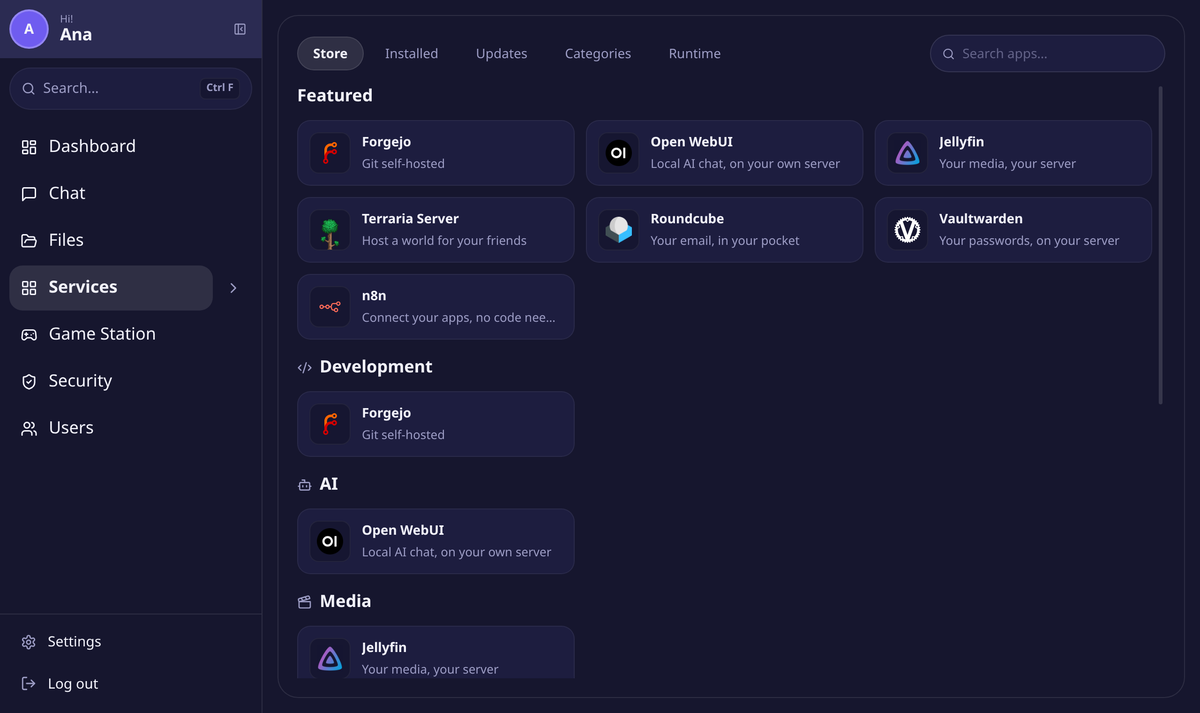 A
Hi!
Ana
Search...
Ctrl F
Dashboard
Chat
Files
Services
Game Station
Security
Users
Settings
Log out
Store
Installed
Updates
Categories
Runtime
Search apps...
Featured
Forgejo
Git self-hosted
OI
Open WebUI
Local AI chat, on your own server
Jellyfin
Your media, your server
Terraria Server
Host a world for your friends
Roundcube
Your email, in your pocket
V
Vaultwarden
Your passwords, on your server
n8n
Connect your apps, no code nee...
Development
Forgejo
Git self-hosted
AI
OI
Open WebUI
Local AI chat, on your own server
Media
Jellyfin
Your media, your server